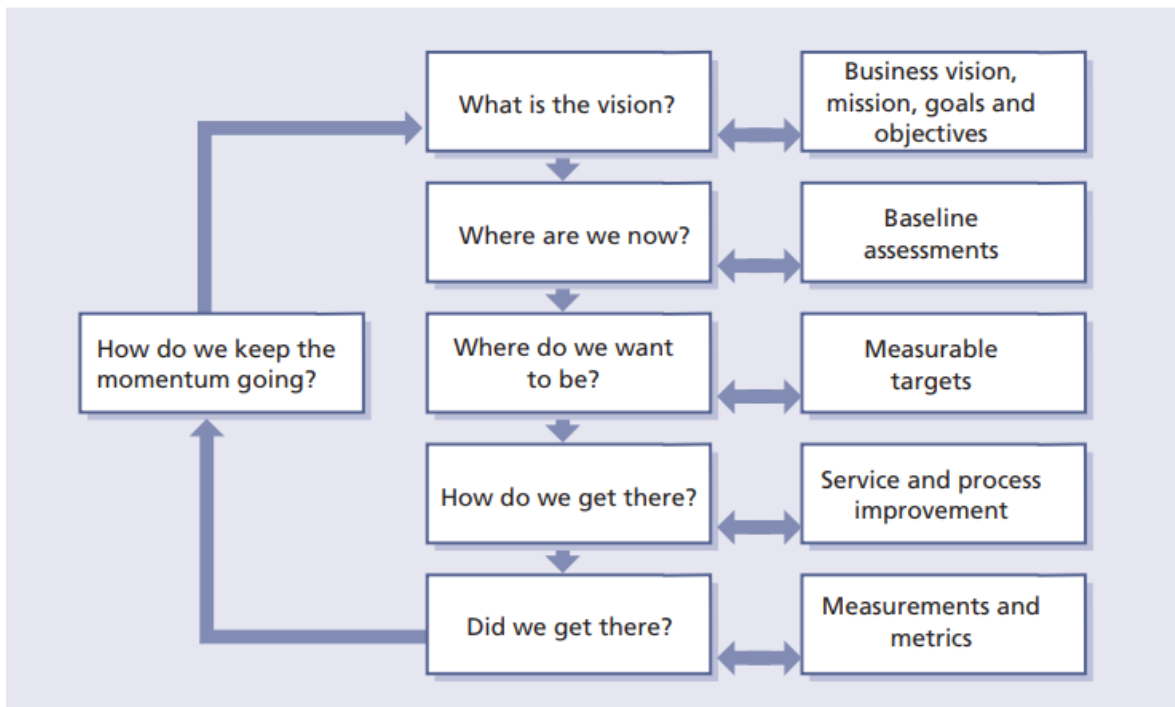 What is the vision?
Business vision,
mission, goals and
objectives
Where are we now?
Baseline
assessments
How do we keep the
momentum going?
Where do we want
to be?
Measurable
targets
How do we get there?
Service and process
improvement
Did we get there?
Measurements and
metrics